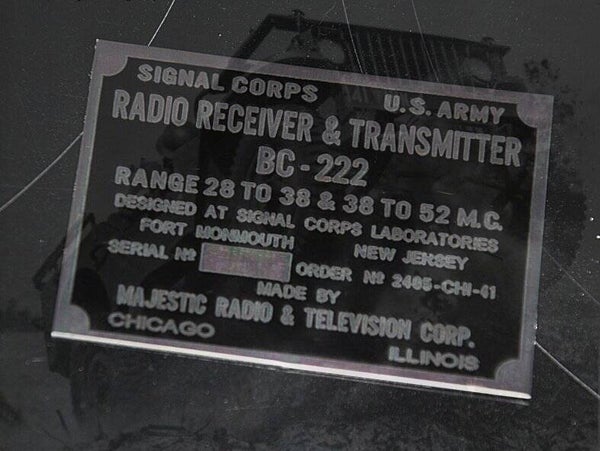 SIGNAL CORPS U.S. ARMY
RADIO RECEIVER & TRANSMITTER
BC-222
RANGE 28 TO 38 & 38 TO 52 M.C.
DESIGNED AT SIGNAL CORPS LABORATORIES
FORT MONMOUTH NEW JERSEY
SERIAL Nº ORDER Nº 2485-CHI-41
MADE BY
MAJESTIC RADIO & TELEVISION CORP.
CHICAGO ILLINOIS